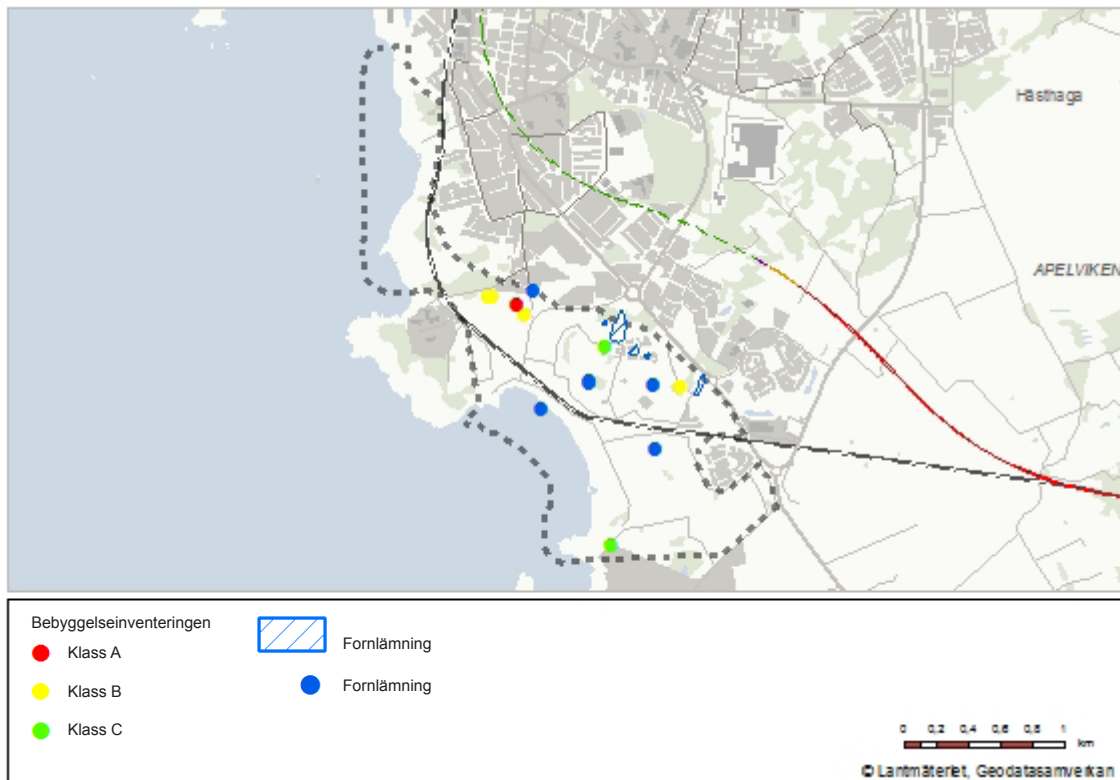 Hästhaga
APELVIKEN
Bebyggelseinventeringen
Klass A
Klass B
Klass C
Fornlämning
Fornlämning
0 0,2 0,4 0,6 0,8 1
km
© Lantmäteriet, Geodatasamverkan